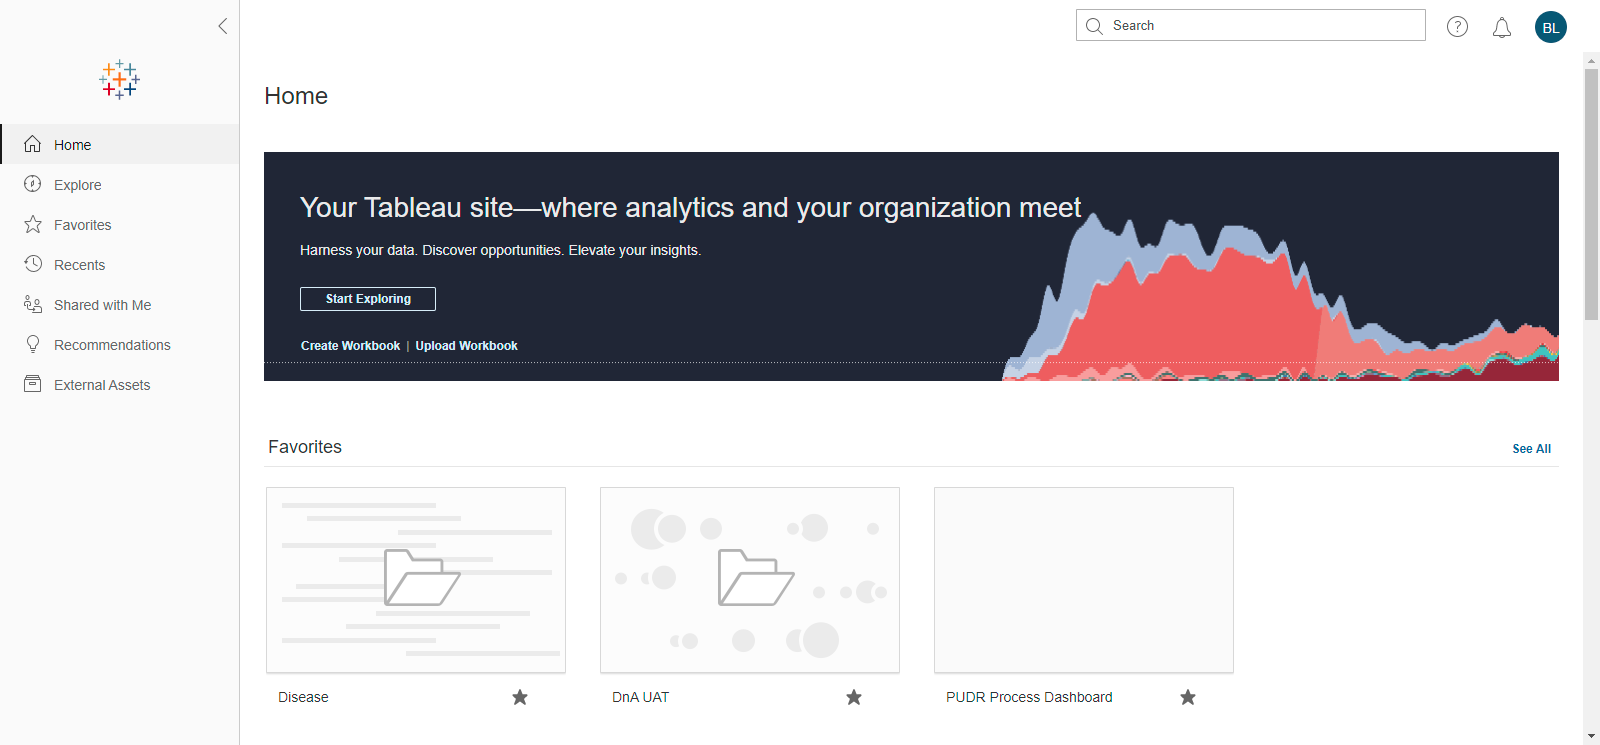 Search
?
BL
Home
Home
Explore
Favorites
Recents
Shared with Me
Recommendations
External Assets
Your Tableau site—where analytics and your organization meet
Harness your data. Discover opportunities. Elevate your insights.
Start Exploring
Create Workbook | Upload Workbook
Favorites
See All
Disease
DnA UAT
PUDR Process Dashboard